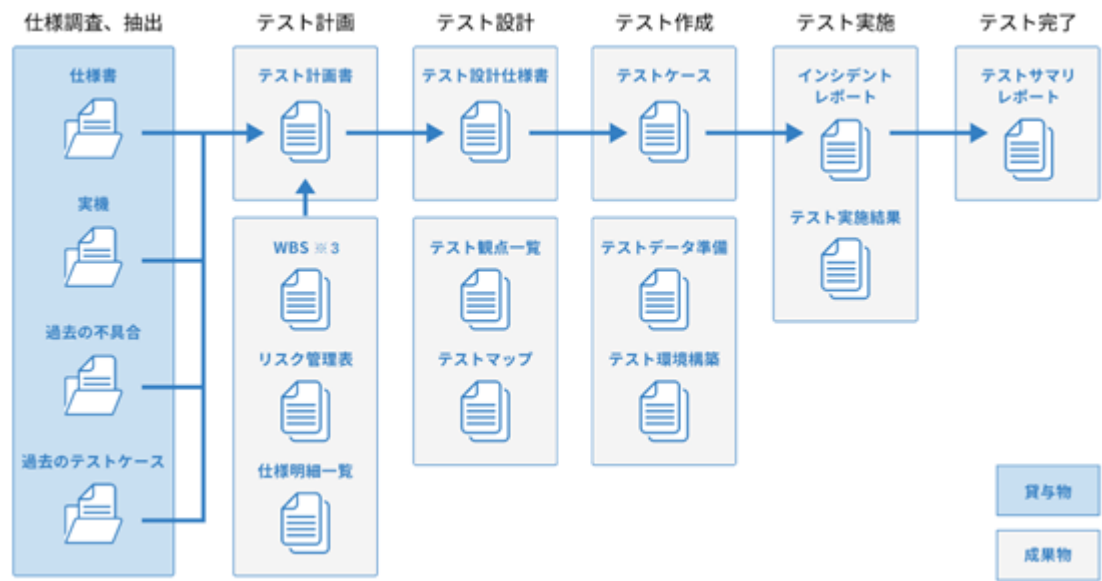 仕様調査、抽出
テスト計画
テスト設計
テスト作成
テスト実施
テスト完了
仕様書
実機
過去の不具合
過去のテストケース
テスト計画書
WBS ※3
リスク管理表
仕様明細一覧
テスト設計仕様書
テスト観点一覧
テストマップ
テストケース
テストデータ準備
テスト環境構築
インシデント
レポート
テスト実施結果
テストサマリ
レポート
貸与物
成果物